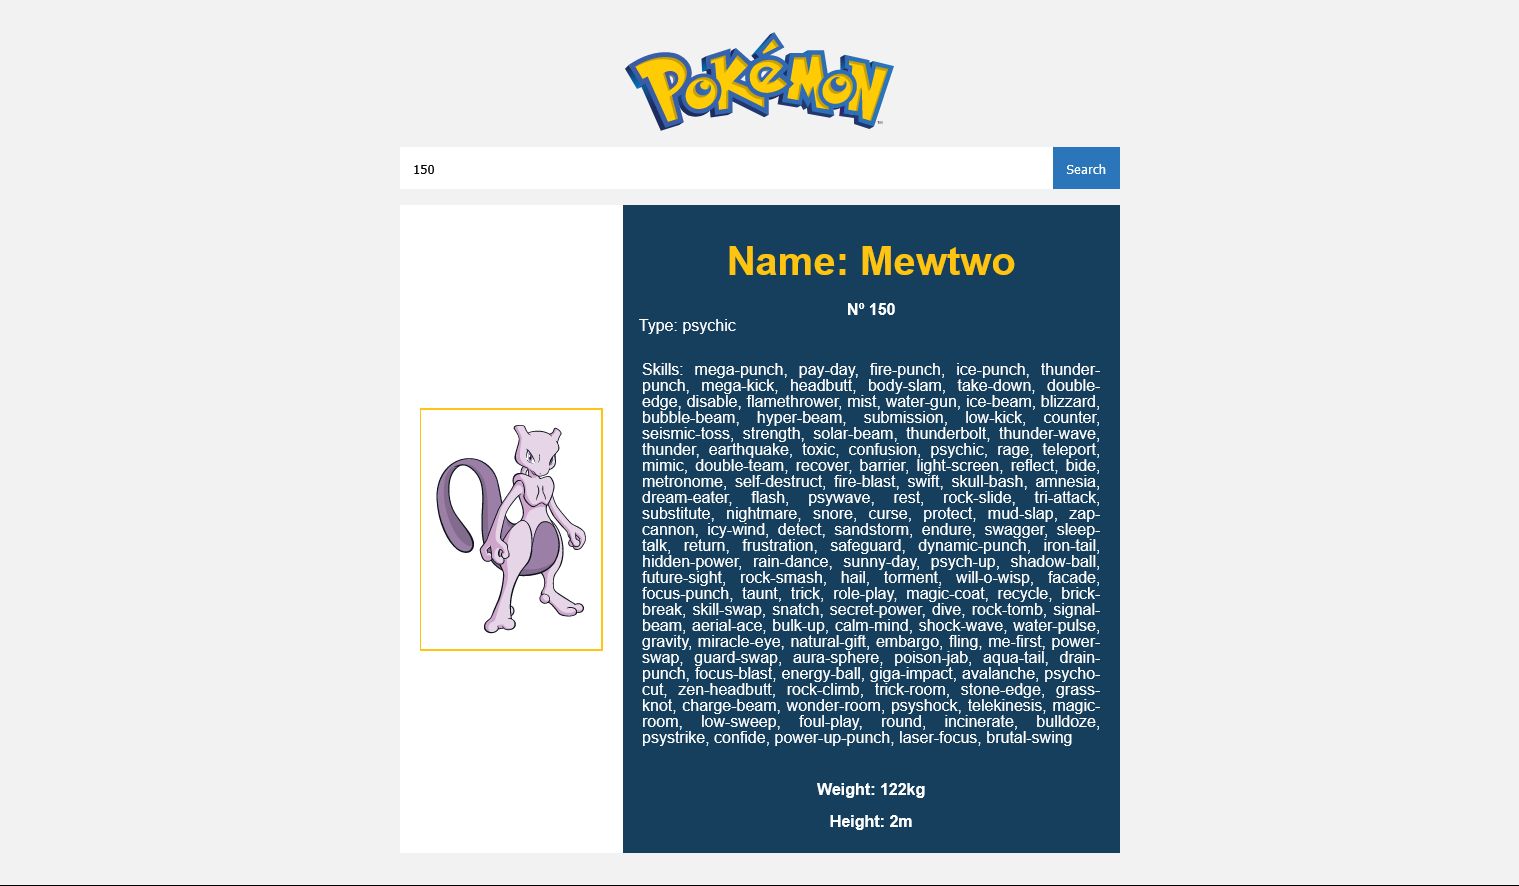 Pokémon
150
Search
Name: Mewtwo
Nº 150
Type: psychic
Skills: mega-punch, pay-day, fire-punch, ice-punch, thunder-
punch, mega-kick, headbutt, body-slam, take-down, double-
edge, disable, flamethrower, mist, water-gun, ice-beam, blizzard,
bubble-beam, hyper-beam, submission, low-kick, counter,
seismic-toss, strength, solar-beam, thunderbolt, thunder-wave,
thunder, earthquake, toxic, confusion, psychic, rage, teleport,
mimic, double-team, recover, barrier, light-screen, reflect, bide,
metronome, self-destruct, fire-blast, swift, skull-bash, amnesia,
dream-eater, flash, psywave, rest, rock-slide, tri-attack,
substitute, nightmare, snore, curse, protect, mud-slap, zap-
cannon, icy-wind, detect, sandstorm, endure, swagger, sleep-
talk, return, frustration, safeguard, dynamic-punch, iron-tail,
hidden-power, rain-dance, sunny-day, psych-up, shadow-ball,
future-sight, rock-smash, hail, torment, will-o-wisp, facade,
focus-punch, taunt, trick, role-play, magic-coat, recycle, brick-
break, skill-swap, snatch, secret-power, dive, rock-tomb, signal-
beam, aerial-ace, bulk-up, calm-mind, shock-wave, water-pulse,
gravity, miracle-eye, natural-gift, embargo, fling, me-first, power-
swap, guard-swap, aura-sphere, poison-jab, aqua-tail, drain-
punch, focus-blast, energy-ball, giga-impact, avalanche, psycho-
cut, zen-headbutt, rock-climb, trick-room, stone-edge, grass-
knot, charge-beam, wonder-room, psyshock, telekinesis, magic-
room, low-sweep, foul-play, round, incinerate, bulldoze,
psystrike, confide, power-up-punch, laser-focus, brutal-swing
Weight: 122kg
Height: 2m